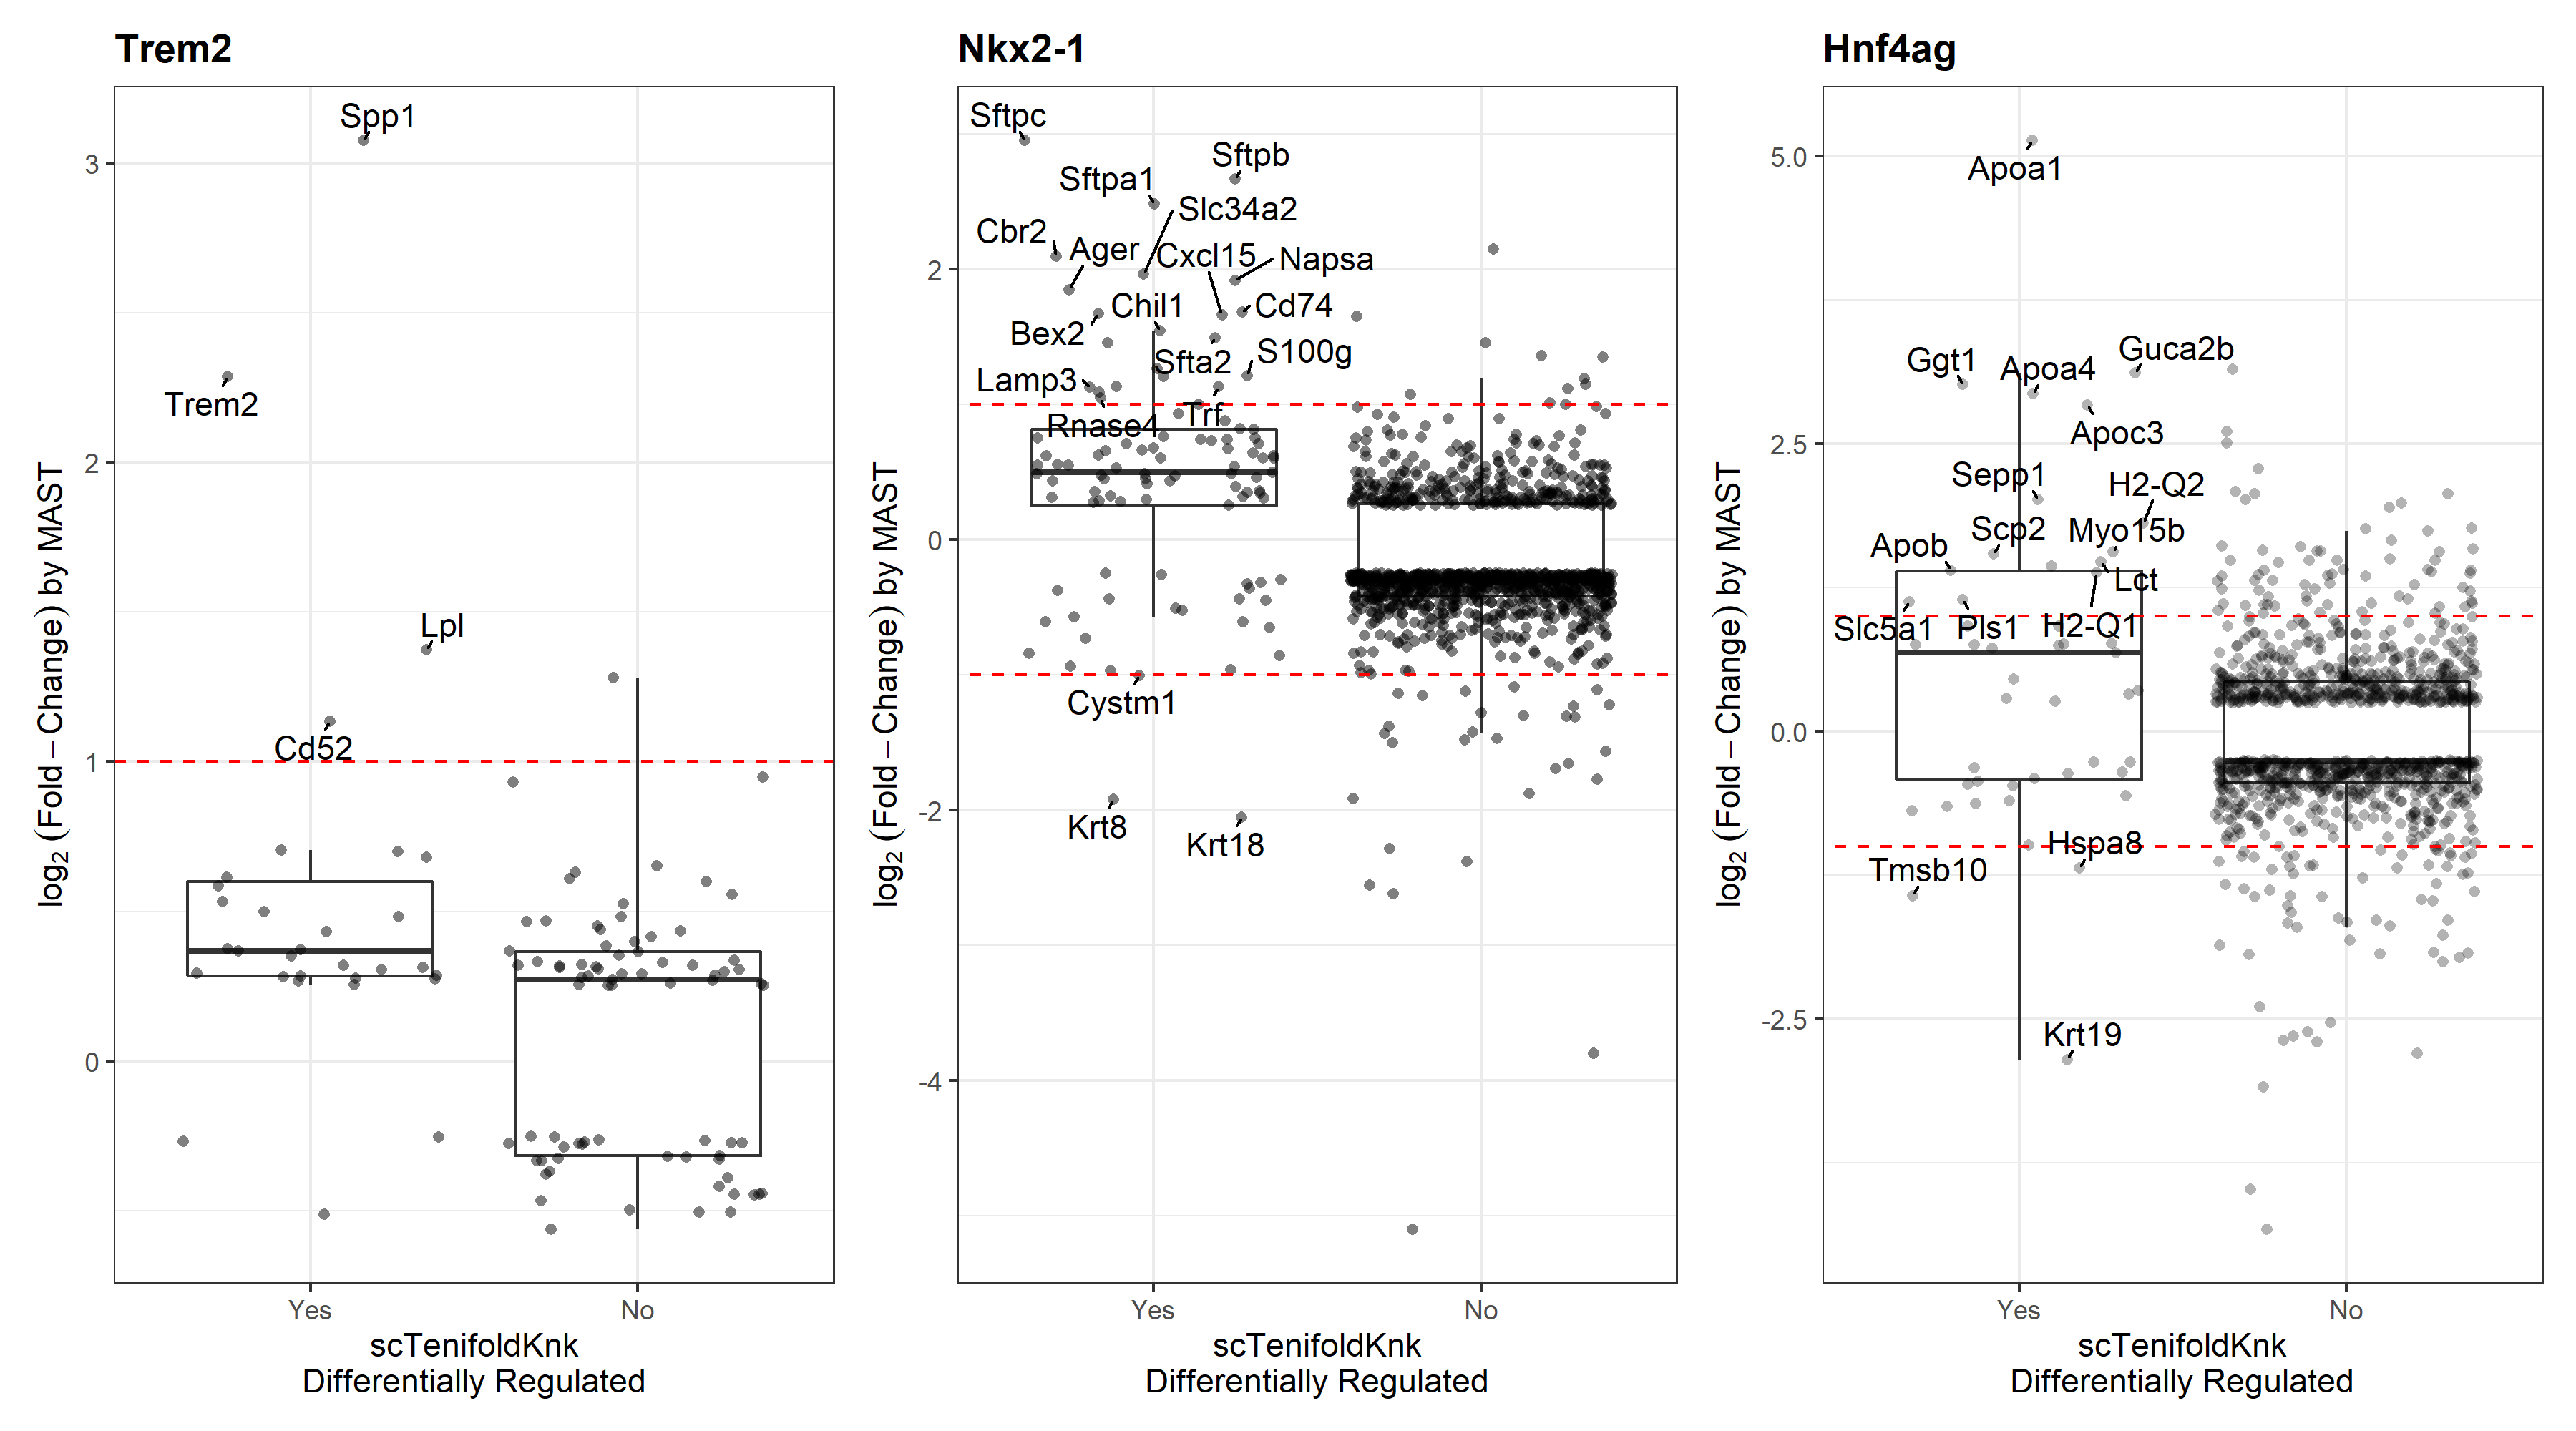 Trem2
log2 (Fold−Change) by MAST
3
2
1
0
Spp1
Trem2
Lpl
Cd52
Yes
No
scTenifoldKnk
Differentially Regulated
Nkx2-1
log2 (Fold−Change) by MAST
2
0
-2
-4
Sftpc
Sftpb
Sftpa1
Slc34a2
Cbr2
Ager
Cxcl15
Napsa
Chil1
Cd74
Bex2
Sfta2
S100g
Lamp3
Rnase4
Trf
Cystm1
Krt8
Krt18
Yes
No
scTenifoldKnk
Differentially Regulated
Hnf4ag
log2 (Fold−Change) by MAST
5.0
2.5
0.0
-2.5
Apoa1
Ggt1
Apoa4
Guca2b
Apoc3
Sepp1
H2-Q2
Scp2
Myo15b
Apob
Lct
Slc5a1
Pls1
H2-Q1
Hspa8
Tmsb10
Krt19
Yes
No
scTenifoldKnk
Differentially Regulated